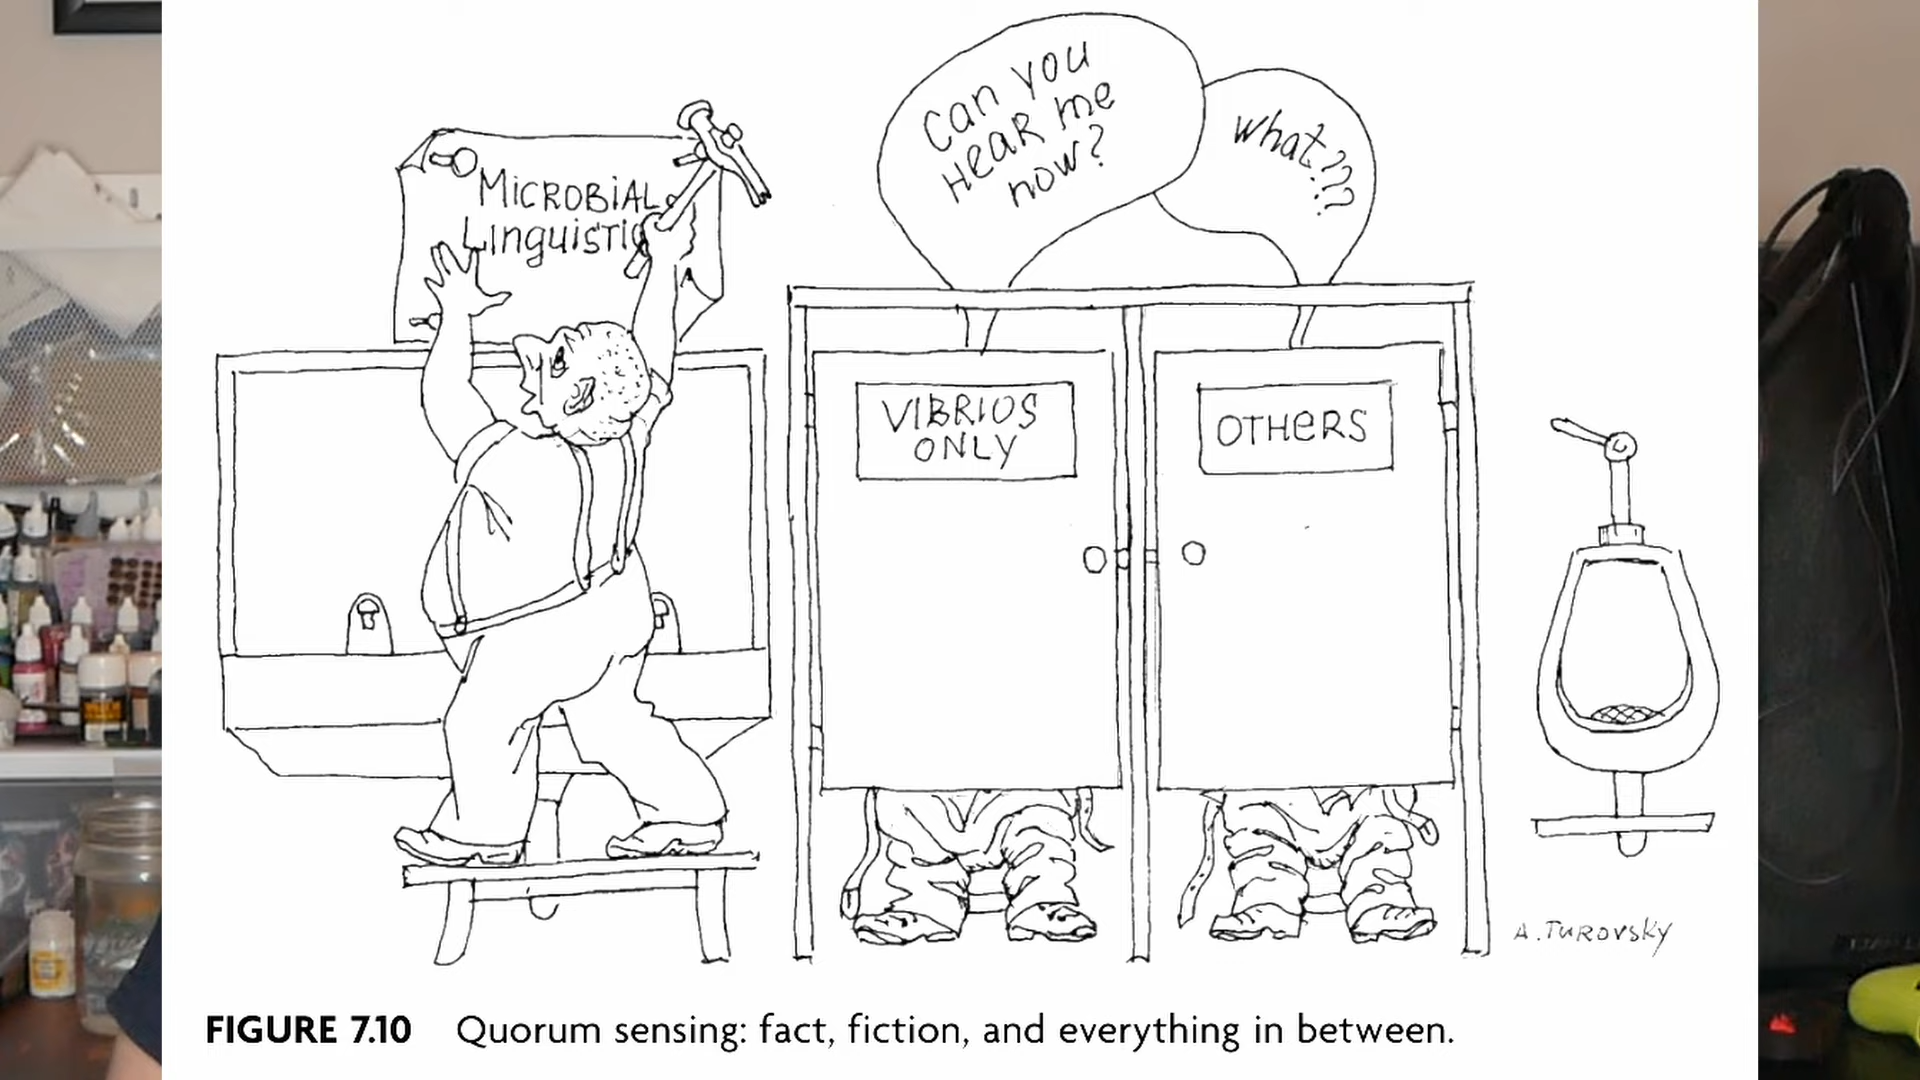 Microbial
Linguistic
Can you
hear me
now?
what???
VIBRIOS
ONLY
OTHERS
A. Turovsky
FIGURE 7.10 Quorum sensing: fact, fiction, and everything in between.